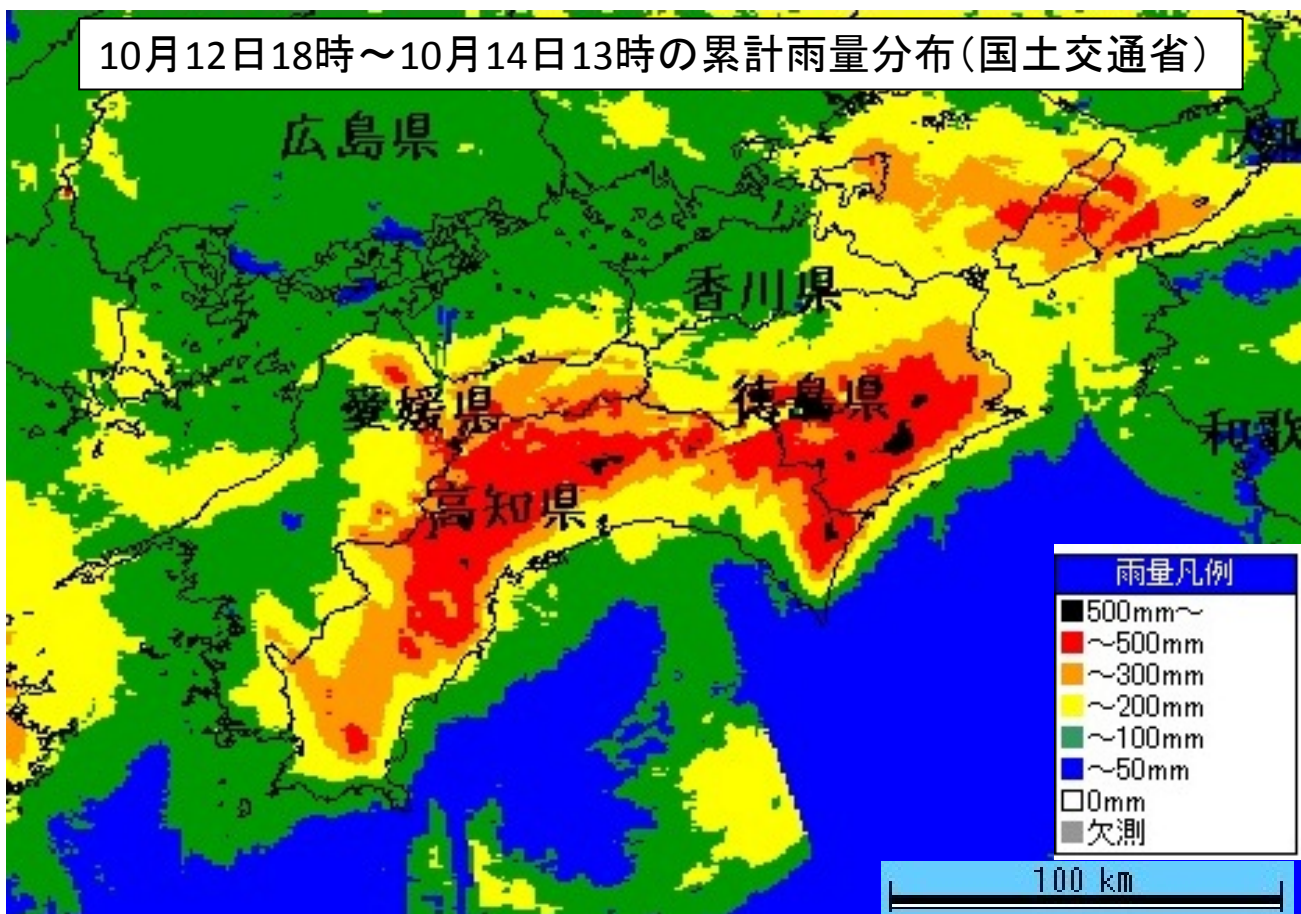 10月12日18時～10月14日13時の累計雨量分布（国土交通省）
広島県
香川県
徳島県
愛媛県
高知県
和歌
雨量凡例
500mm～
～500mm
～300mm
～200mm
～100mm
～50mm
0mm
欠測
100 km